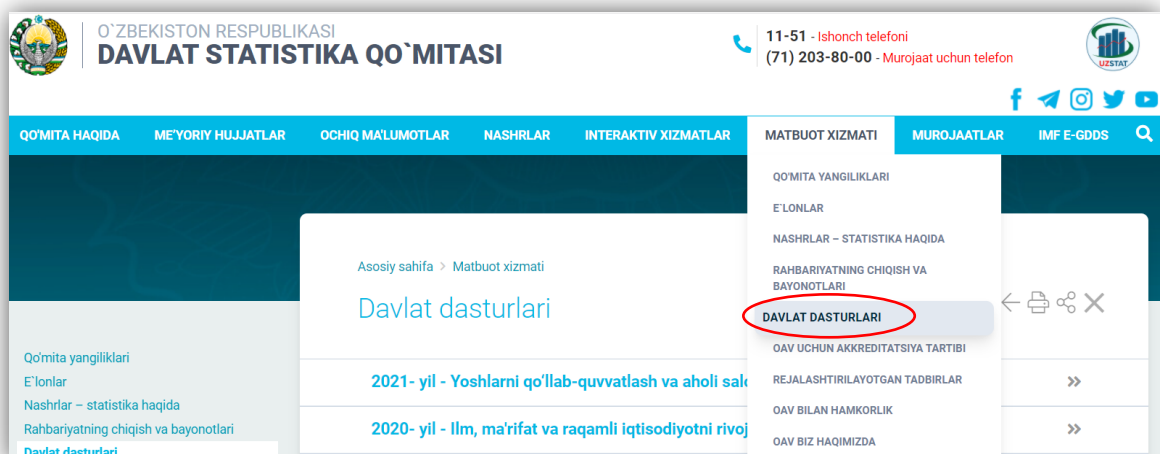 O`ZBEKISTON RESPUBLIKASI
DAVLAT STATISTIKA QO`MITASI
11-51 - Ishonch telefoni
(71) 203-80-00 - Murojaat uchun telefon
UZSTAT
QO'MITA HAQIDA ME'YORIY HUJJATLAR OCHIQ MA'LUMOTLAR NASHRLAR INTERAKTIV XIZMATLAR MATBUOT XIZMATI MUROJAATLAR IMF E-GDDS
QO'MITA YANGILIKLARI
E`LONLAR
NASHRLAR – STATISTIKA HAQIDA
RAHBARIYATNING CHIQISH VA
BAYONOTLARI
DAVLAT DASTURLARI
OAV UCHUN AKKREDITATSIYA TARTIBI
REJALASHTIRILAYOTGAN TADBIRLAR
OAV BILAN HAMKORLIK
OAV BIZ HAQIMIZDA
Asosiy sahifa > Matbuot xizmati
Davlat dasturlari
2021- yil - Yoshlarni qo‘llab-quvvatlash va aholi salo
2020- yil - Ilm, ma'rifat va raqamli iqtisodiyotni rivoj
Qo'mita yangiliklari
E`lonlar
Nashrlar – statistika haqida
Rahbariyatning chiqish va bayonotlari
Davlat dasturlari